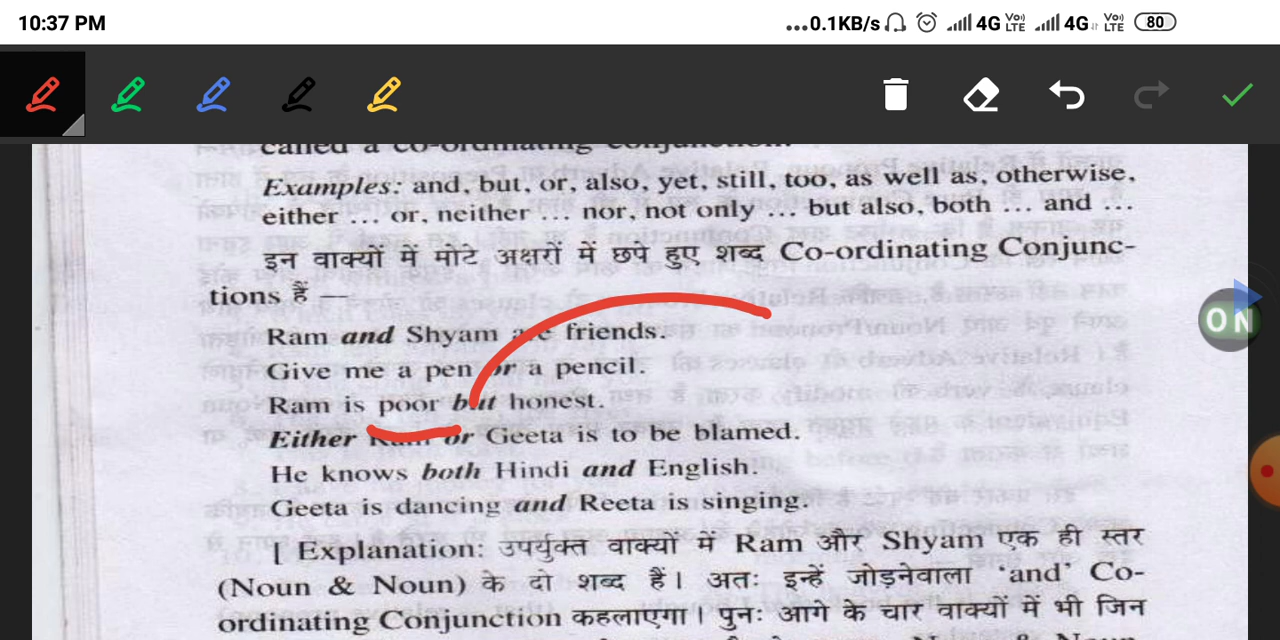 10:37 PM
...0.1KB/s 4G Vo)) LTE 4G Vo)) LTE 80
called a co-ordinating conjunction.
Examples: and, but, or, also, yet, still, too, as well as, otherwise,
either ... or, neither ... nor, not only ... but also, both ... and ...
इन वाक्यों में मोटे अक्षरों में छपे हुए शब्द Co-ordinating Conjunc-
tions हैं —
ON
Ram and Shyam are friends.
Give me a pen or a pencil.
Ram is poor but honest.
Either Ram or Geeta is to be blamed.
He knows both Hindi and English.
Geeta is dancing and Reeta is singing.
[ Explanation: उपर्युक्त वाक्यों में Ram और Shyam एक ही स्तर
(Noun & Noun) के दो शब्द हैं। अतः इन्हें जोड़नेवाला 'and' Co-
ordinating Conjunction कहलाएगा। पुनः आगे के चार वाक्यों में भी जिन